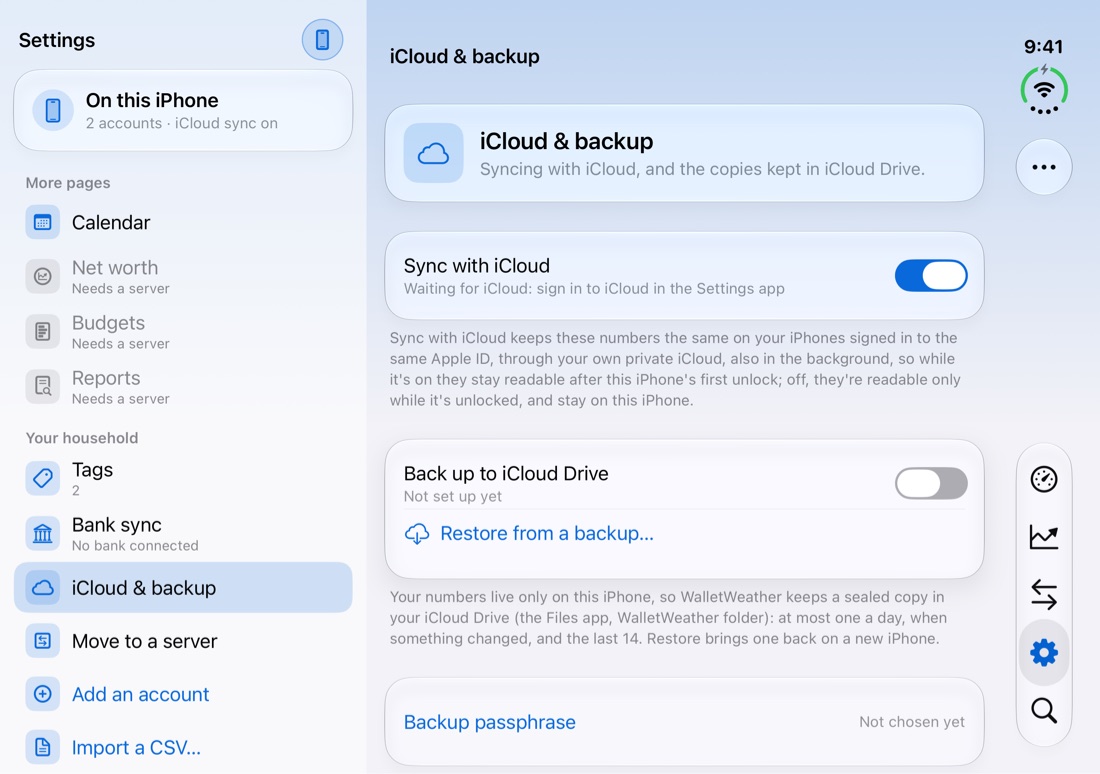 Settings
On this iPhone
2 accounts · iCloud sync on
More pages
Calendar
Net worth
Needs a server
Budgets
Needs a server
Reports
Needs a server
Your household
Tags
2
Bank sync
No bank connected
iCloud & backup
Move to a server
Add an account
Import a CSV...
iCloud & backup
iCloud & backup
Syncing with iCloud, and the copies kept in iCloud Drive.
Sync with iCloud
Waiting for iCloud: sign in to iCloud in the Settings app
Sync with iCloud keeps these numbers the same on your iPhones signed in to the
same Apple ID, through your own private iCloud, also in the background, so while
it's on they stay readable after this iPhone's first unlock; off, they're readable only
while it's unlocked, and stay on this iPhone.
Back up to iCloud Drive
Not set up yet
Restore from a backup...
Your numbers live only on this iPhone, so WalletWeather keeps a sealed copy in
your iCloud Drive (the Files app, WalletWeather folder): at most one a day, when
something changed, and the last 14. Restore brings one back on a new iPhone.
Backup passphrase
Not chosen yet
9:41